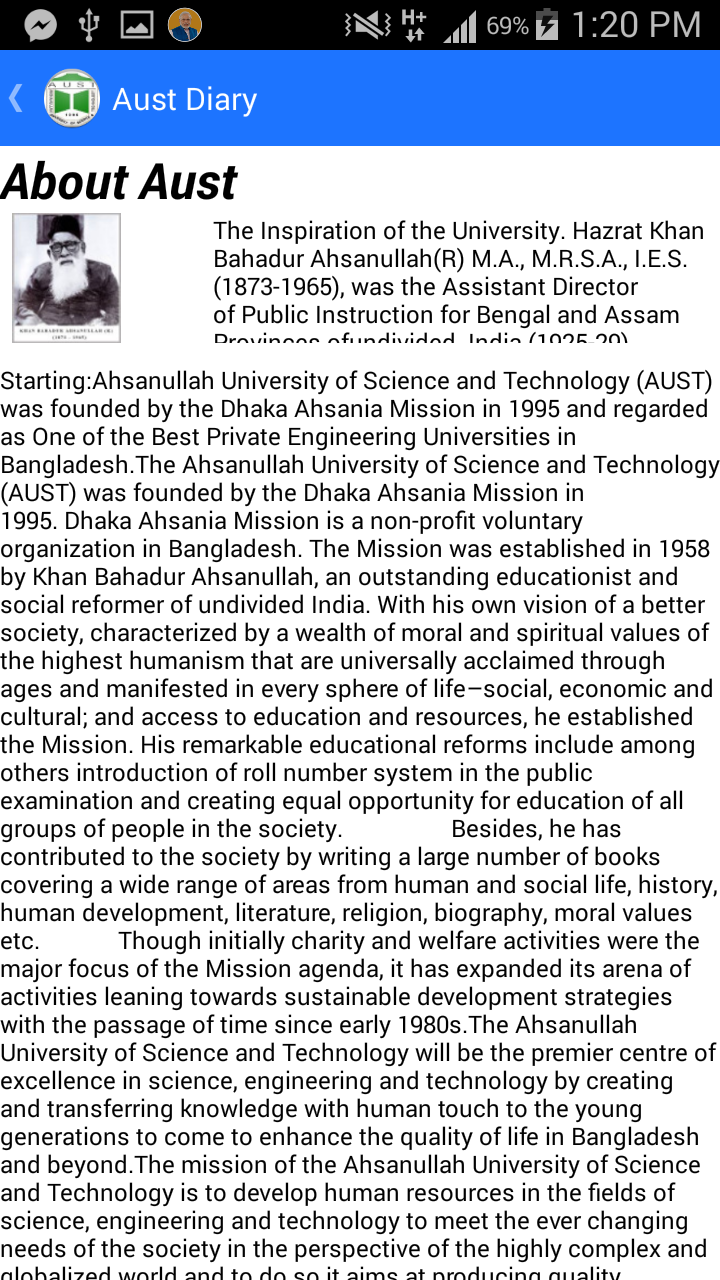 H+
69%
1:20 PM
AUST
Aust Diary
About Aust
KHAN BAHADUR AHSANULLAH (R)
(1873 - 1965)
The Inspiration of the University. Hazrat Khan
Bahadur Ahsanullah(R) M.A., M.R.S.A., I.E.S.
(1873-1965), was the Assistant Director
of Public Instruction for Bengal and Assam
Provinces ofundivided India (1925-29)
Starting:Ahsanullah University of Science and Technology (AUST)
was founded by the Dhaka Ahsania Mission in 1995 and regarded
as One of the Best Private Engineering Universities in
Bangladesh.The Ahsanullah University of Science and Technology
(AUST) was founded by the Dhaka Ahsania Mission in
1995. Dhaka Ahsania Mission is a non-profit voluntary
organization in Bangladesh. The Mission was established in 1958
by Khan Bahadur Ahsanullah, an outstanding educationist and
social reformer of undivided India. With his own vision of a better
society, characterized by a wealth of moral and spiritual values of
the highest humanism that are universally acclaimed through
ages and manifested in every sphere of life–social, economic and
cultural; and access to education and resources, he established
the Mission. His remarkable educational reforms include among
others introduction of roll number system in the public
examination and creating equal opportunity for education of all
groups of people in the society. Besides, he has
contributed to the society by writing a large number of books
covering a wide range of areas from human and social life, history,
human development, literature, religion, biography, moral values
etc. Though initially charity and welfare activities were the
major focus of the Mission agenda, it has expanded its arena of
activities leaning towards sustainable development strategies
with the passage of time since early 1980s.The Ahsanullah
University of Science and Technology will be the premier centre of
excellence in science, engineering and technology by creating
and transferring knowledge with human touch to the young
generations to come to enhance the quality of life in Bangladesh
and beyond.The mission of the Ahsanullah University of Science
and Technology is to develop human resources in the fields of
science, engineering and technology to meet the ever changing
needs of the society in the perspective of the highly complex and
globalized world and to do so it aims at producing quality